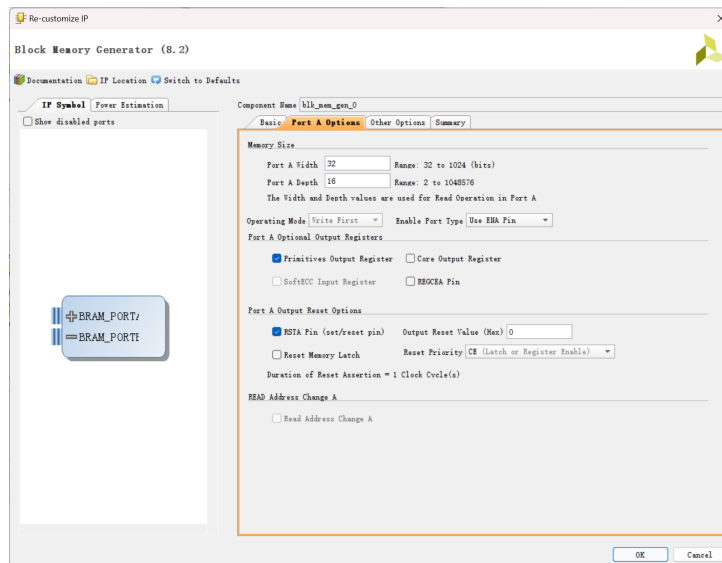 Re-customize IP
Block Memory Generator (8.2)
Documentation IP Location Switch to Defaults
IP Symbol Power Estimation
Show disabled ports
BRAM_PORTA
BRAM_PORTB
Component Name blk_mem_gen_0
Basic Port A Options Other Options Summary
Memory Size
Port A Width 32 Range: 32 to 1024 (bits)
Port A Depth 16 Range: 2 to 1048576
The Width and Depth values are used for Read Operation in Port A
Operating Mode Write First Enable Port Type Use ENA Pin
Port A Optional Output Registers
Primitives Output Register Core Output Register
SoftECC Input Register REGCEA Pin
Port A Output Reset Options
RSTA Pin (set/reset pin) Output Reset Value (Hex) 0
Reset Memory Latch Reset Priority CE (Latch or Register Enable)
Duration of Reset Assertion = 1 Clock Cycle(s)
READ Address Change A
Read Address Change A
OK Cancel